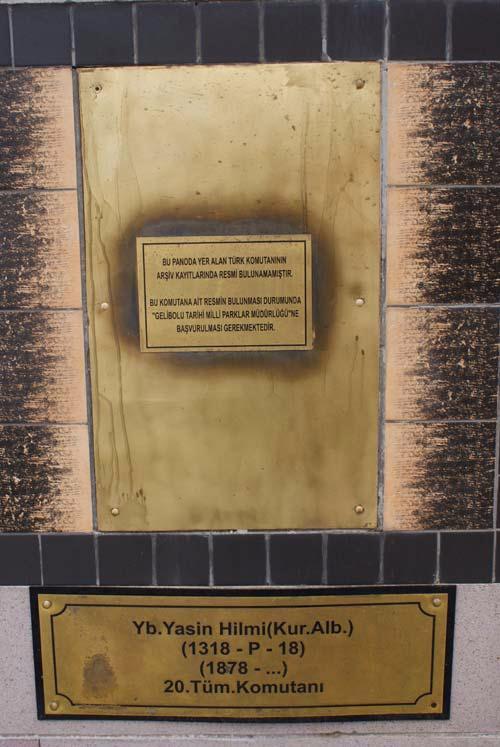 BU PANODA YER ALAN TÜRK KOMUTANININ
ARŞİV KAYITLARINDA RESMİ BULUNAMAMIŞTIR.
BU KOMUTANA AİT RESMİN BULUNMASI DURUMUNDA
"GELİBOLU TARİHİ MİLLİ PARKLAR MÜDÜRLÜĞÜ"NE
BAŞVURULMASI GEREKMEKTEDİR.
Yb.Yasin Hilmi(Kur.Alb.)
(1318 - P - 18)
(1878 - ...)
20.Tüm.Komutanı